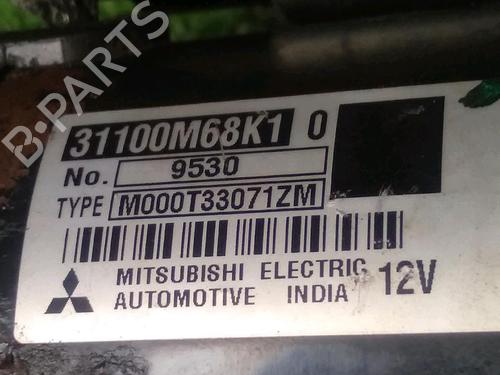 31100M68K1 0
No. 9530
TYPE M000T33071ZM
MITSUBISHI ELECTRIC
AUTOMOTIVE INDIA 12V
B-PARTS